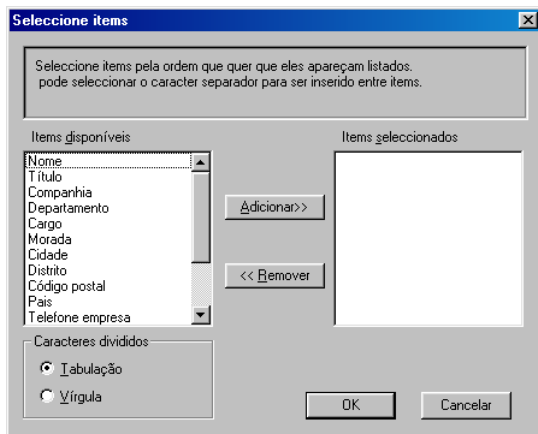 Seleccione items
Seleccione items pela ordem que quer que eles apareçam listados.
pode seleccionar o caracter separador para ser inserido entre items.
Items disponíveis
Items seleccionados
Nome
Título
Companhia
Departamento
Cargo
Morada
Cidade
Distrito
Código postal
Pais
Telefone empresa
Adicionar>>
<< Remover
Caracteres divididos
Tabulação
Vírgula
OK
Cancelar